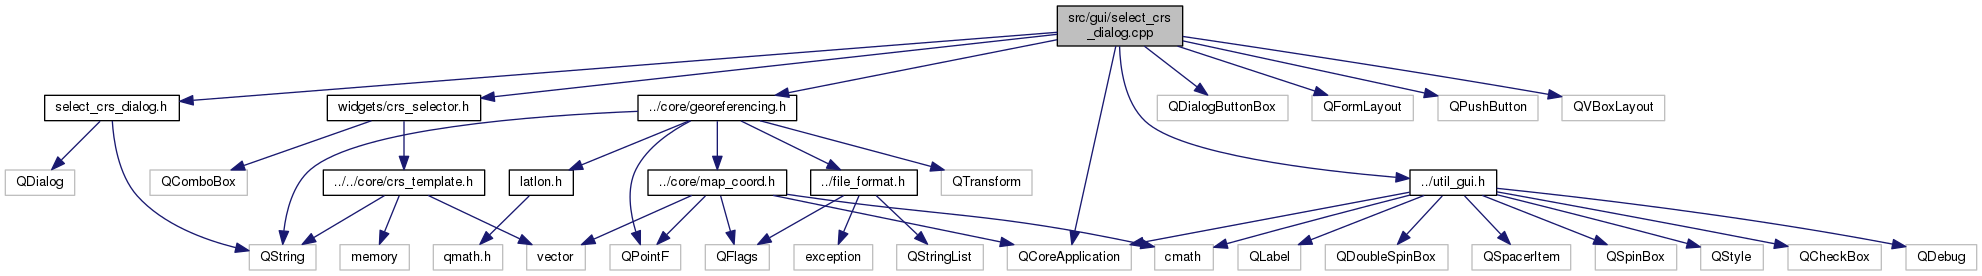 src/gui/select_crs
_dialog.cpp
select_crs_dialog.h
widgets/crs_selector.h
../core/georeferencing.h
QDialogButtonBox
QFormLayout
QPushButton
QVBoxLayout
QDialog
QComboBox
../../core/crs_template.h
latlon.h
../core/map_coord.h
../file_format.h
QTransform
../util_gui.h
QString
memory
qmath.h
vector
QPointF
QFlags
exception
QStringList
QCoreApplication
cmath
QLabel
QDoubleSpinBox
QSpacerItem
QSpinBox
QStyle
QCheckBox
QDebug